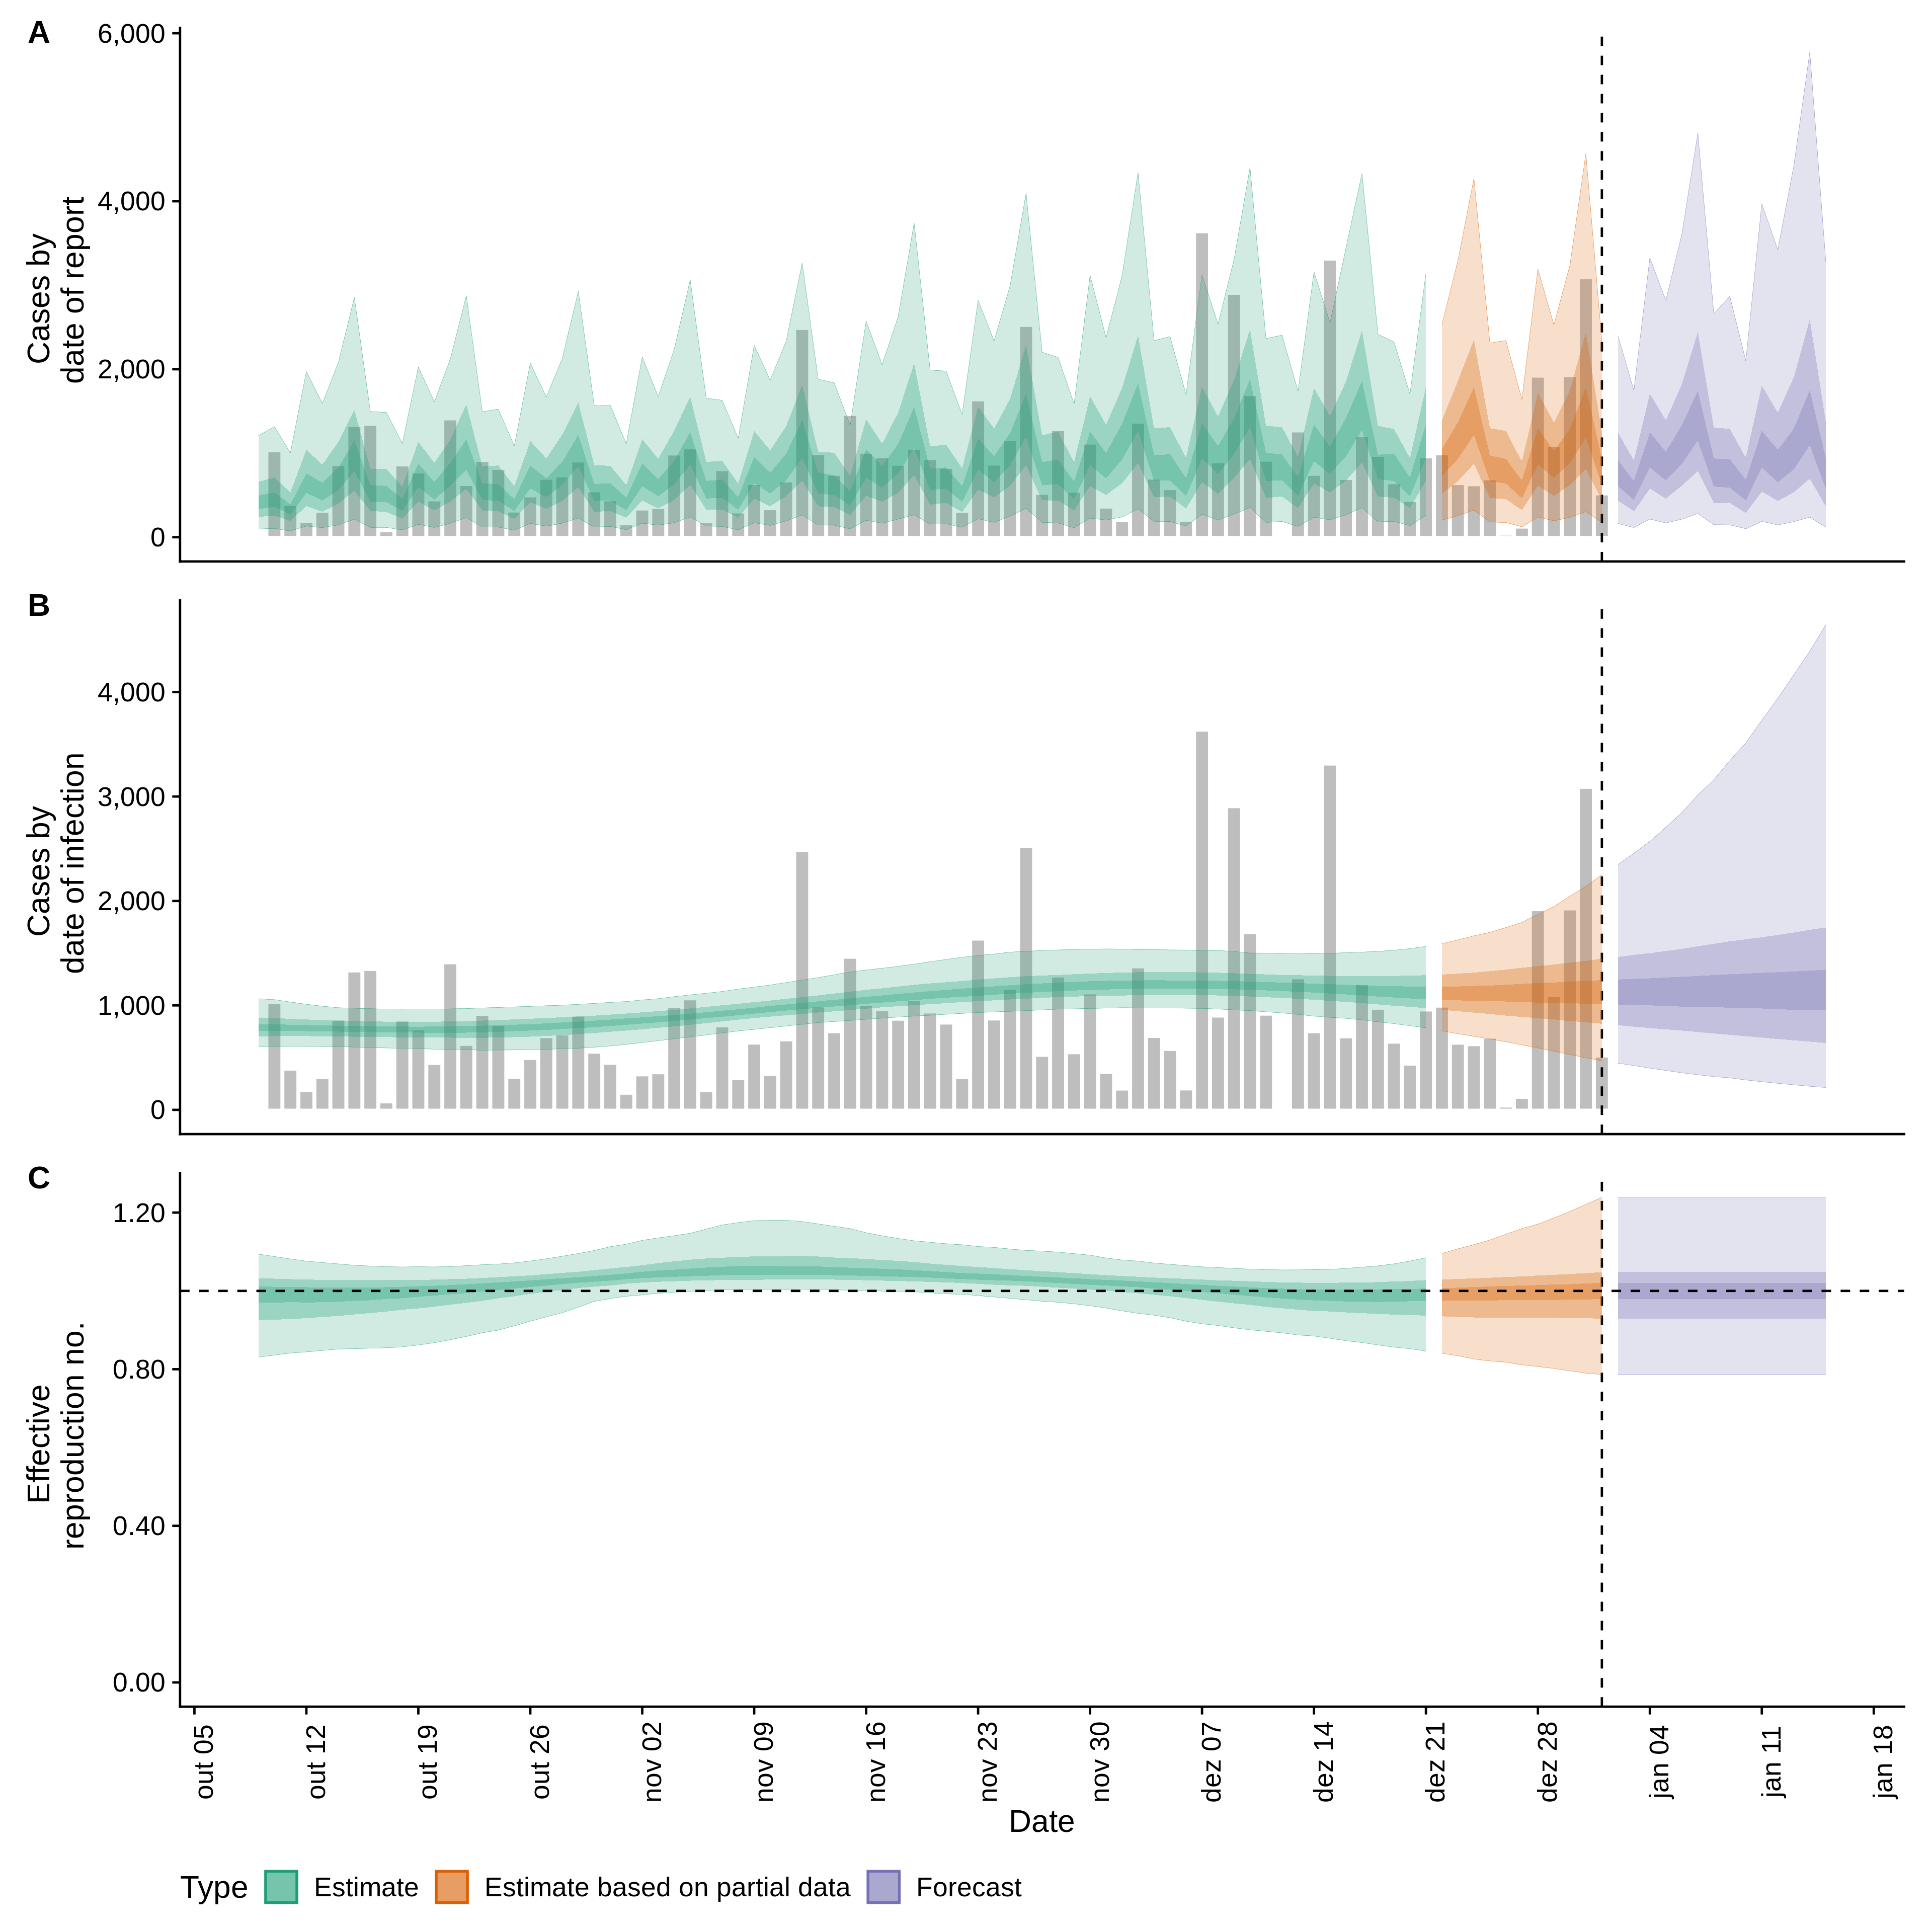 A
6,000
4,000
2,000
0
Cases by
date of report
B
4,000
3,000
2,000
1,000
0
Cases by
date of infection
C
1.20
0.80
0.40
0.00
Effective
reproduction no.
out 05
out 12
out 19
out 26
nov 02
nov 09
nov 16
nov 23
nov 30
dez 07
dez 14
dez 21
dez 28
jan 04
jan 11
jan 18
Date
Type Estimate Estimate based on partial data Forecast